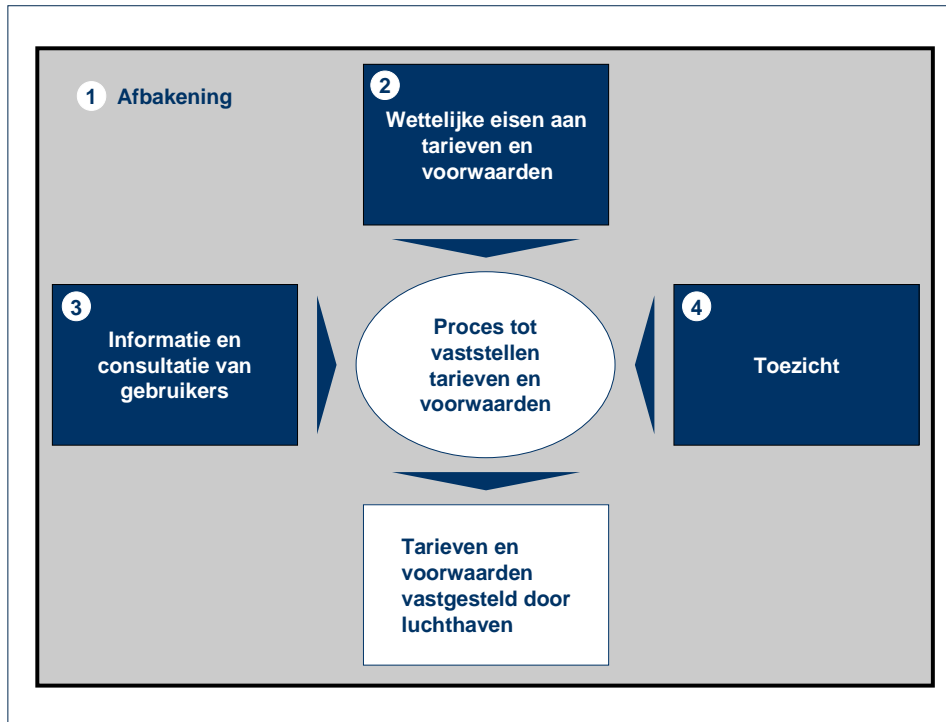 1 Afbakening
2
Wettelijke eisen aan
tarieven en
voorwaarden
3
Informatie en
consultatie van
gebruikers
Proces tot
vaststellen
tarieven en
voorwaarden
4
Toezicht
Tarieven en
voorwaarden
vastgesteld door
luchthaven